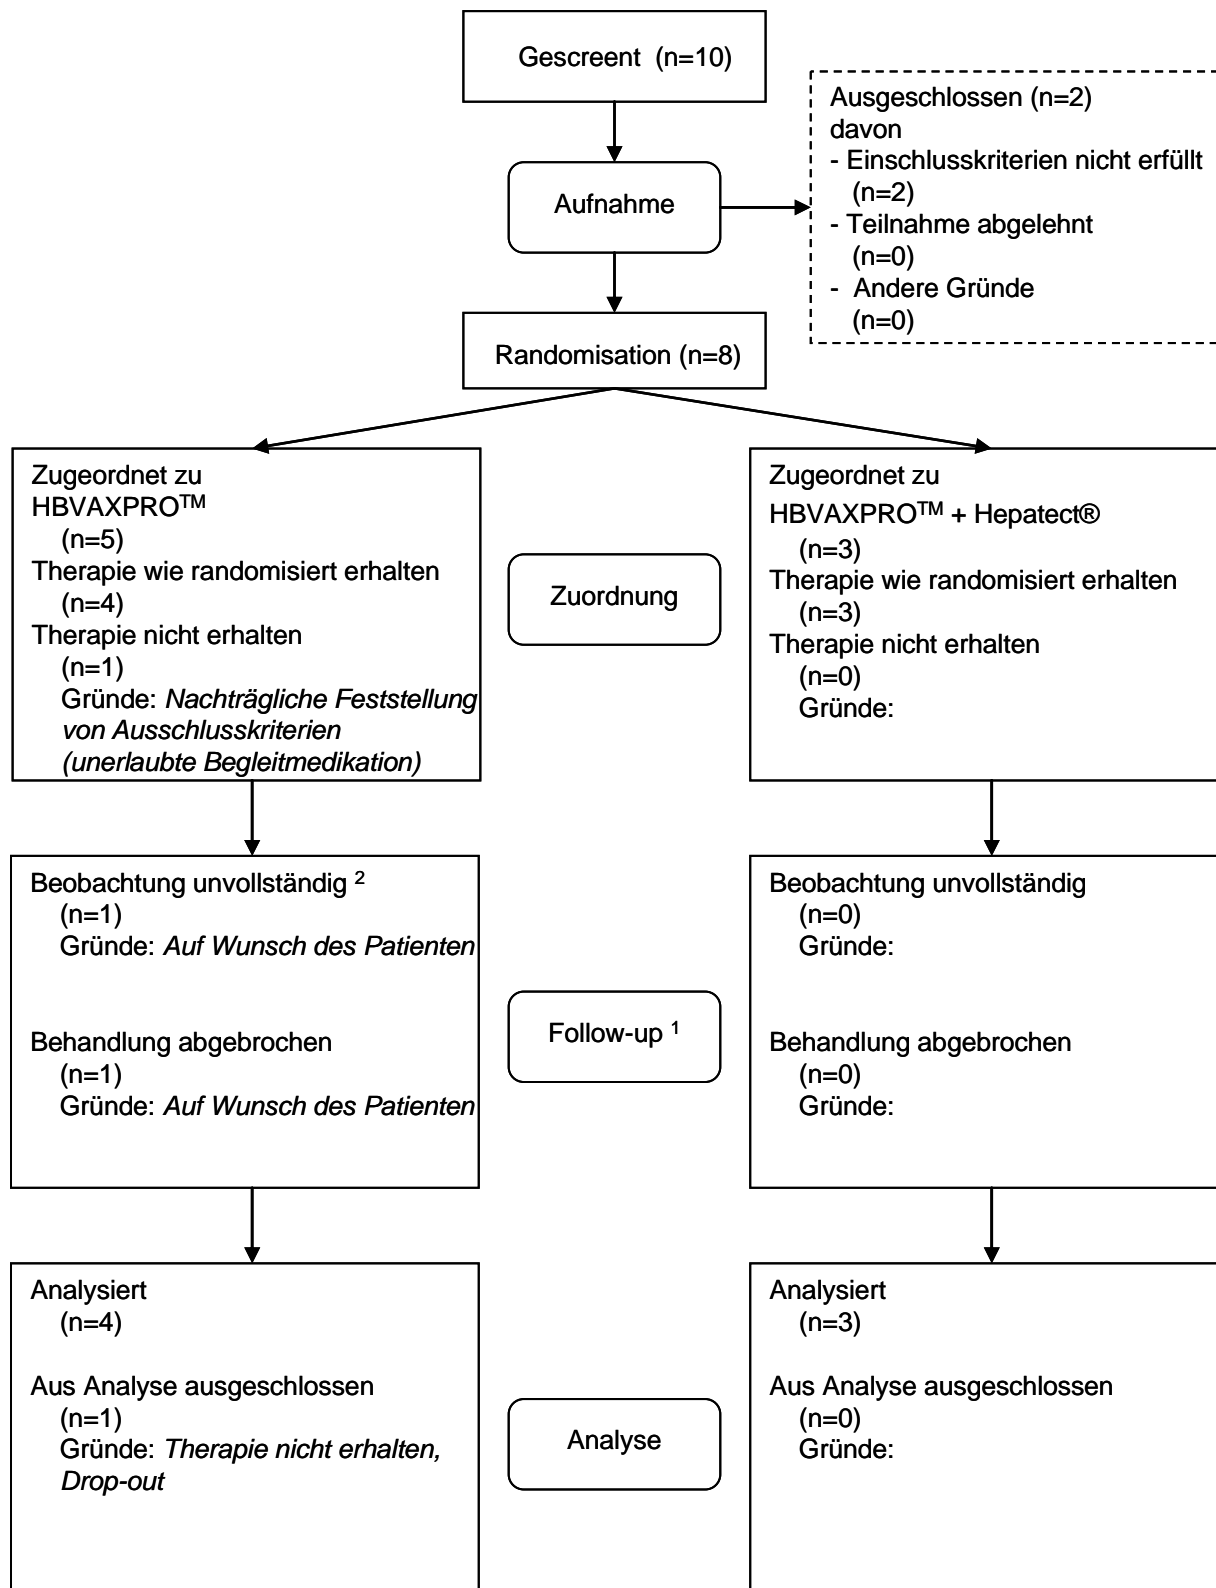 Gescreent (n=10)
Ausgeschlossen (n=2)
davon
- Einschlusskriterien nicht erfüllt
(n=2)
- Teilnahme abgelehnt
(n=0)
- Andere Gründe
(n=0)
Aufnahme
Randomisation (n=8)
Zugeordnet zu
HBVAXPRO™
(n=5)
Therapie wie randomisiert erhalten
(n=4)
Therapie nicht erhalten
(n=1)
Gründe: Nachträgliche Feststellung
von Ausschlusskriterien
(unerlaubte Begleitmedikation)
Zuordnung
Zugeordnet zu
HBVAXPRO™ + Hepatect®
(n=3)
Therapie wie randomisiert erhalten
(n=3)
Therapie nicht erhalten
(n=0)
Gründe:
Beobachtung unvollständig ²
(n=1)
Gründe: Auf Wunsch des Patienten
Behandlung abgebrochen
(n=1)
Gründe: Auf Wunsch des Patienten
Follow-up ¹
Beobachtung unvollständig
(n=0)
Gründe:
Behandlung abgebrochen
(n=0)
Gründe:
Analysiert
(n=4)
Aus Analyse ausgeschlossen
(n=1)
Gründe: Therapie nicht erhalten,
Drop-out
Analyse
Analysiert
(n=3)
Aus Analyse ausgeschlossen
(n=0)
Gründe: